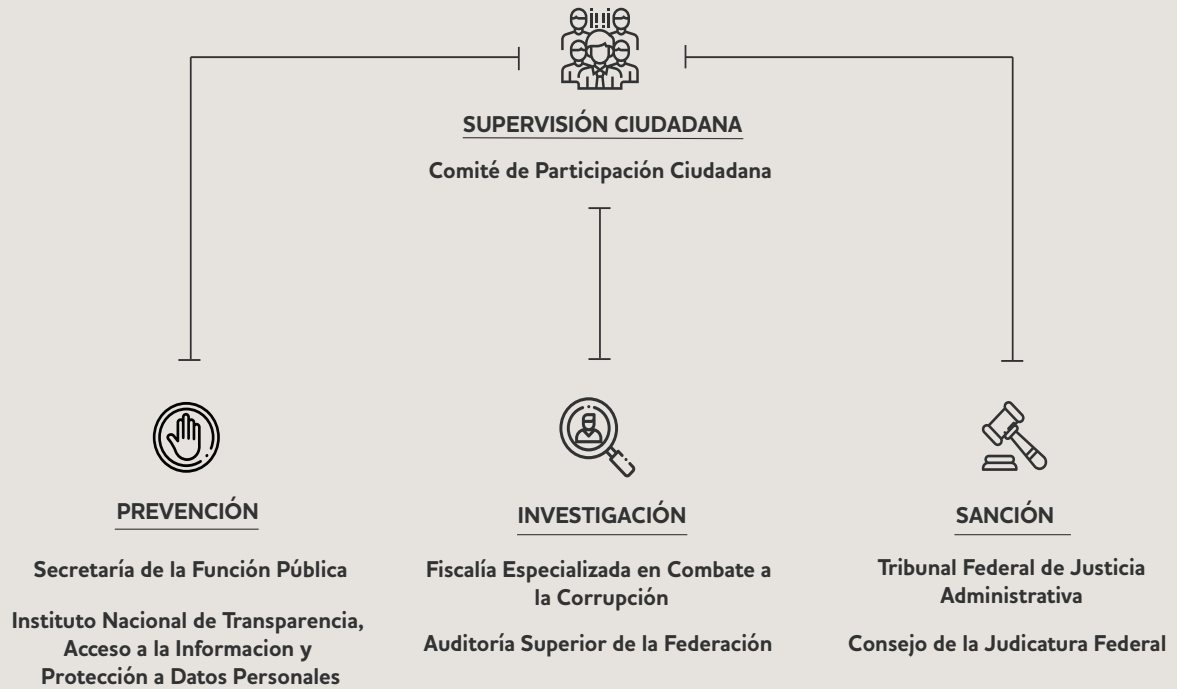 SUPERVISIÓN CIUDADANA
Comité de Participación Ciudadana
PREVENCIÓN
Secretaría de la Función Pública
Instituto Nacional de Transparencia,
Acceso a la Informacion y
Protección a Datos Personales
INVESTIGACIÓN
Fiscalía Especializada en Combate a
la Corrupción
Auditoría Superior de la Federación
SANCIÓN
Tribunal Federal de Justicia
Administrativa
Consejo de la Judicatura Federal